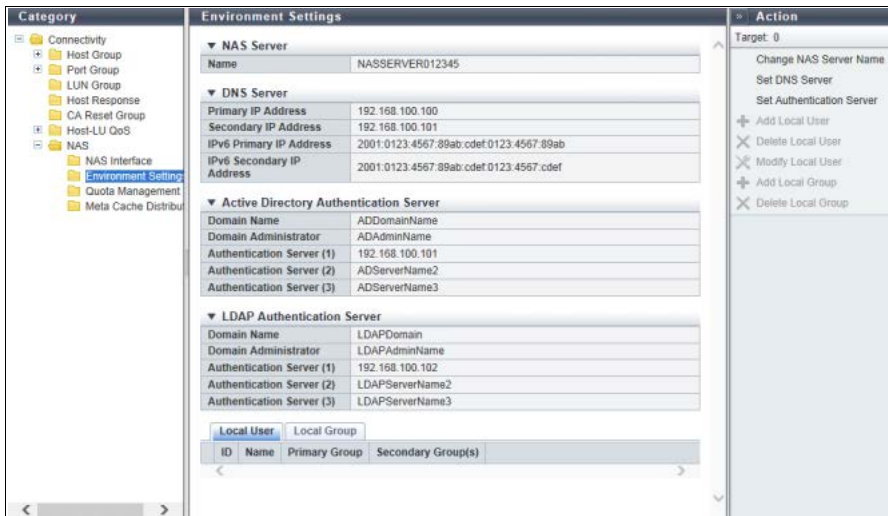 Category
Connectivity
Host Group
Port Group
LUN Group
Host Response
CA Reset Group
Host-LU QoS
NAS
NAS Interface
Environment Settings
Quota Management
Meta Cache Distribut
Environment Settings
▼ NAS Server
Name NASSERVER012345
▼ DNS Server
Primary IP Address 192.168.100.100
Secondary IP Address 192.168.100.101
IPv6 Primary IP Address 2001:0123:4567:89ab:cdef:0123:4567:89ab
IPv6 Secondary IP
Address 2001:0123:4567:89ab:cdef:0123:4567:cdef
▼ Active Directory Authentication Server
Domain Name ADDomainName
Domain Administrator ADAdminName
Authentication Server (1) 192.168.100.101
Authentication Server (2) ADServerName2
Authentication Server (3) ADServerName3
▼ LDAP Authentication Server
Domain Name LDAPDomain
Domain Administrator LDAPAdminName
Authentication Server (1) 192.168.100.102
Authentication Server (2) LDAPServerName2
Authentication Server (3) LDAPServerName3
Local User Local Group
ID Name Primary Group Secondary Group(s)
» Action
Target: 0
Change NAS Server Name
Set DNS Server
Set Authentication Server
Add Local User
Delete Local User
Modify Local User
Add Local Group
Delete Local Group